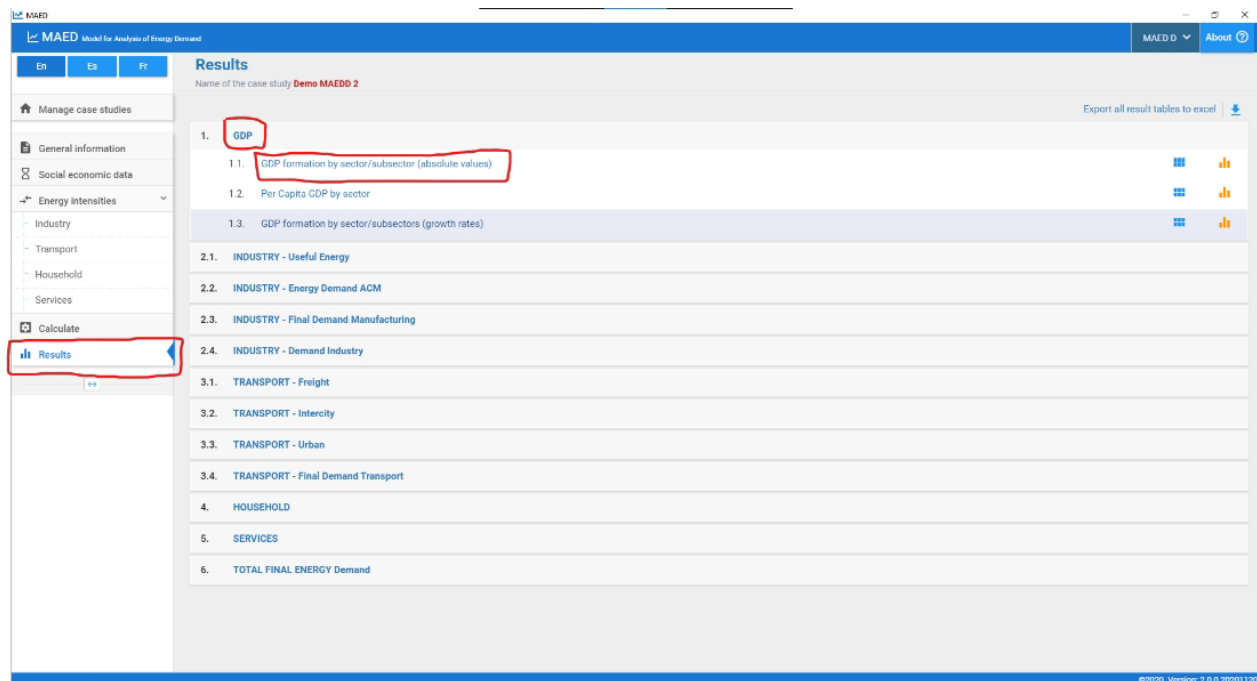 MAED
MAED Model for Analysis of Energy Demand
MAED D
About
En Es Fr
Manage case studies
General information
Social economic data
Energy intensities
Industry
Transport
Household
Services
Calculate
Results
Results
Name of the case study Demo MAEDD 2
Export all result tables to excel
1. GDP
1.1. GDP formation by sector/subsector (absolute values)
1.2. Per Capita GDP by sector
1.3. GDP formation by sector/subsectors (growth rates)
2.1. INDUSTRY - Useful Energy
2.2. INDUSTRY - Energy Demand ACM
2.3. INDUSTRY - Final Demand Manufacturing
2.4. INDUSTRY - Demand Industry
3.1. TRANSPORT - Freight
3.2. TRANSPORT - Intercity
3.3. TRANSPORT - Urban
3.4. TRANSPORT - Final Demand Transport
4. HOUSEHOLD
5. SERVICES
6. TOTAL FINAL ENERGY Demand
©2020. Version: 2.0.0.20201120